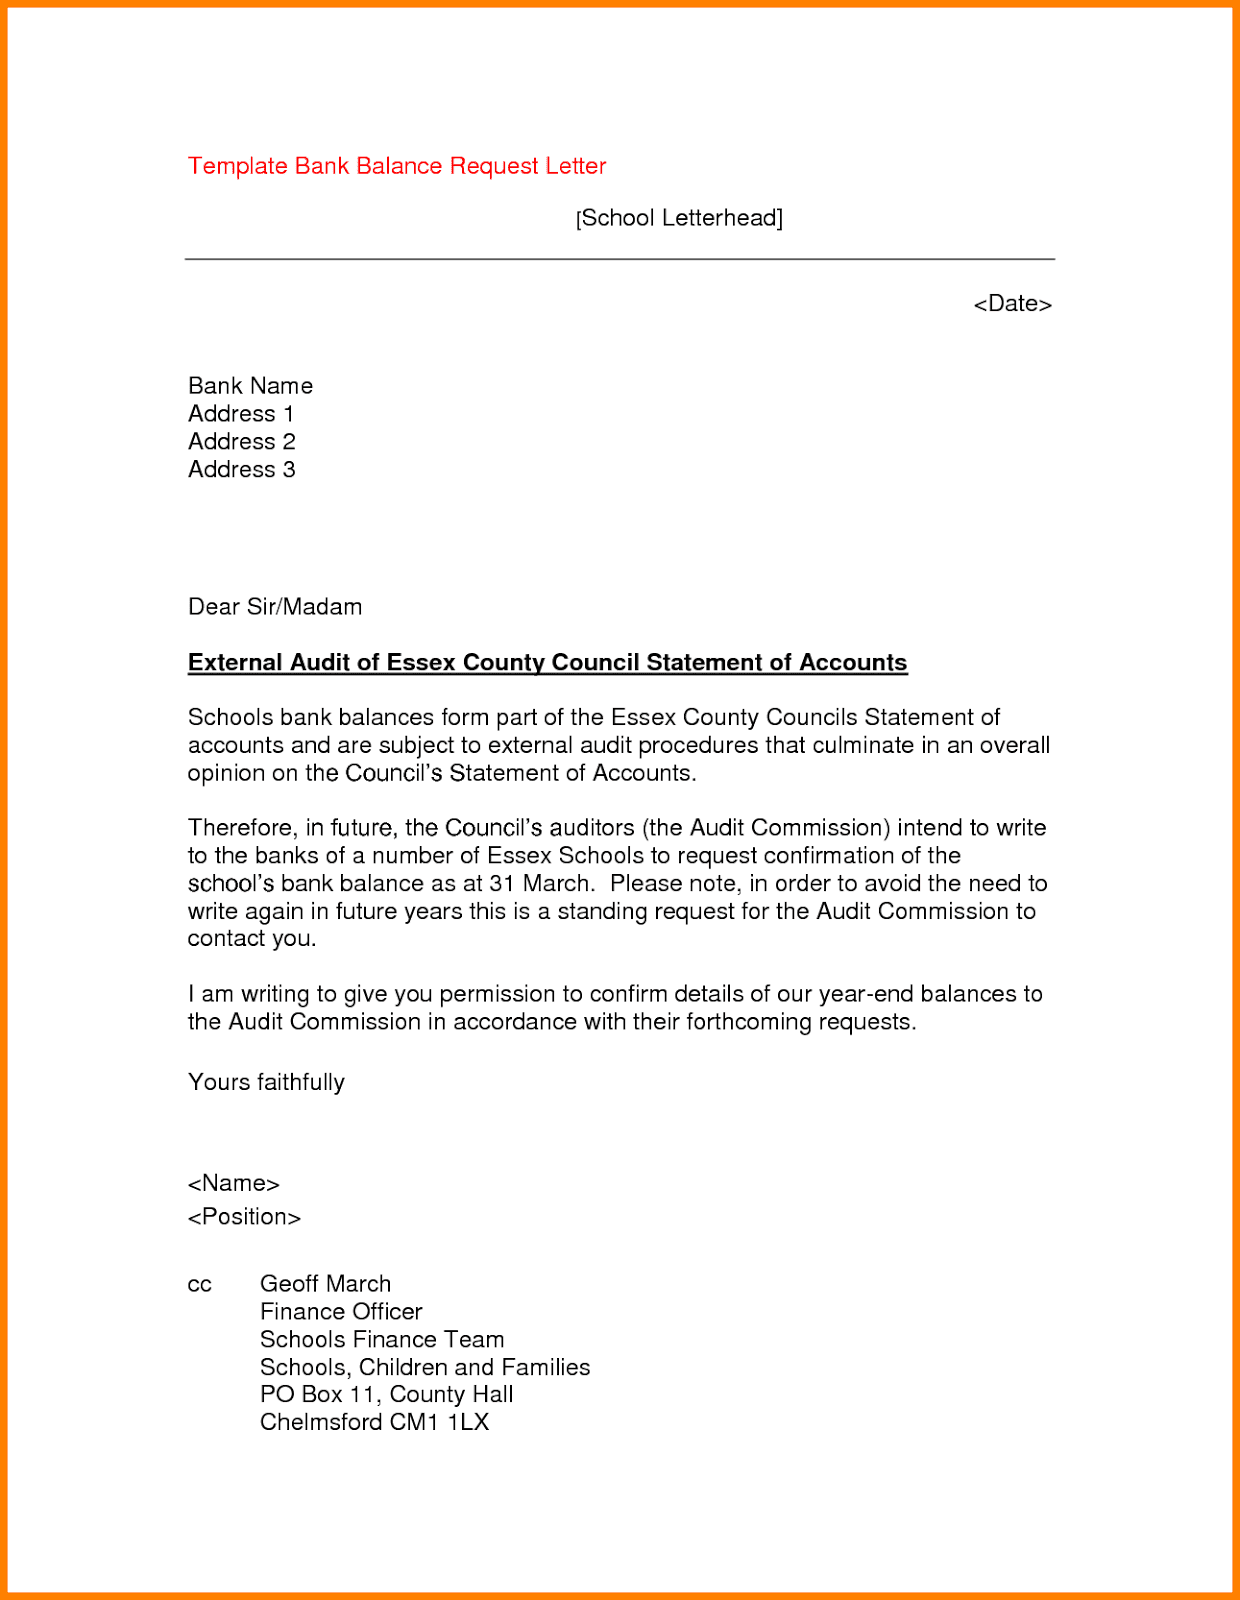 Template Bank Balance Request Letter
[School Letterhead]
<Date>
Bank Name
Address 1
Address 2
Address 3
Dear Sir/Madam
External Audit of Essex County Council Statement of Accounts
Schools bank balances form part of the Essex County Councils Statement of
accounts and are subject to external audit procedures that culminate in an overall
opinion on the Council’s Statement of Accounts.
Therefore, in future, the Council’s auditors (the Audit Commission) intend to write
to the banks of a number of Essex Schools to request confirmation of the
school’s bank balance as at 31 March.  Please note, in order to avoid the need to
write again in future years this is a standing request for the Audit Commission to
contact you.
I am writing to give you permission to confirm details of our year-end balances to
the Audit Commission in accordance with their forthcoming requests.
Yours faithfully
<Name>
<Position>
cc Geoff March
Finance Officer
Schools Finance Team
Schools, Children and Families
PO Box 11, County Hall
Chelmsford CM1 1LX